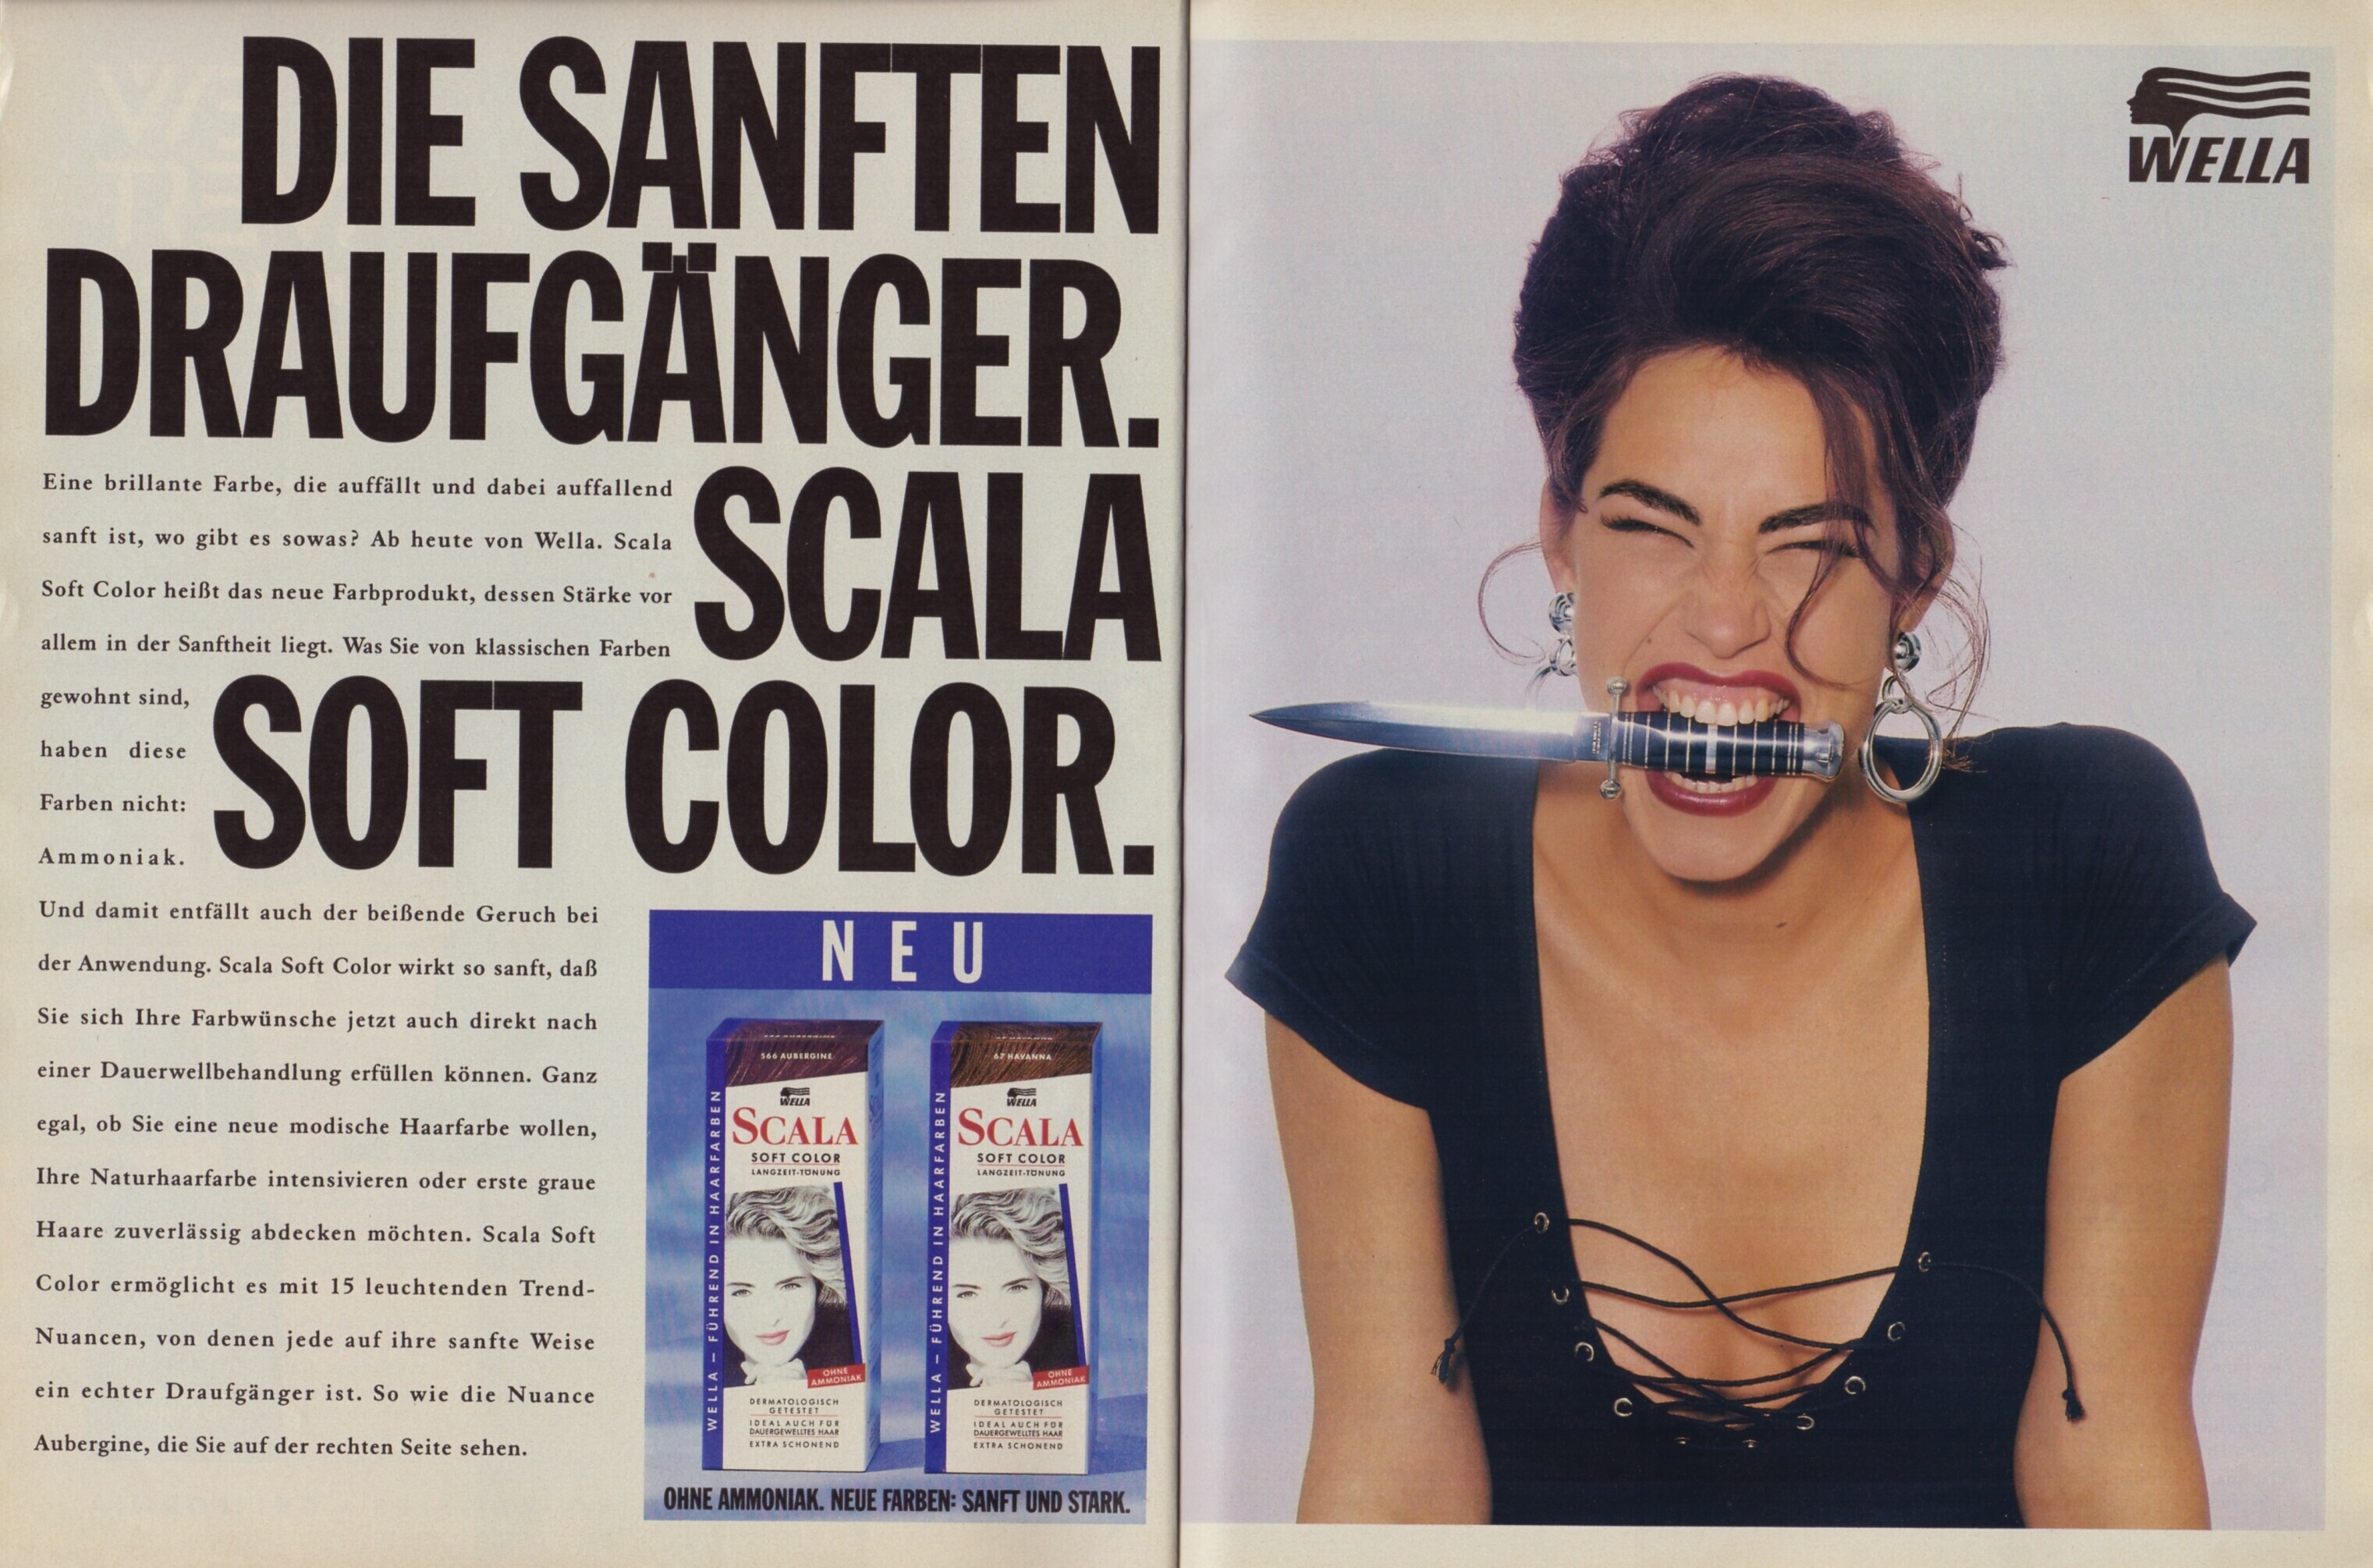 DIE SANFTEN
DRAUFGÄNGER.
SCALA
SOFT COLOR.
Eine brillante Farbe, die auffällt und dabei auffallend
sanft ist, wo gibt es sowas? Ab heute von Wella. Scala
Soft Color heißt das neue Farbprodukt, dessen Stärke vor
allem in der Sanftheit liegt. Was Sie von klassischen Farben
gewohnt sind,
haben diese
Farben nicht:
Ammoniak.
Und damit entfällt auch der beißende Geruch bei
der Anwendung. Scala Soft Color wirkt so sanft, daß
Sie sich Ihre Farbwünsche jetzt auch direkt nach
einer Dauerwellbehandlung erfüllen können. Ganz
egal, ob Sie eine neue modische Haarfarbe wollen,
Ihre Naturhaarfarbe intensivieren oder erste graue
Haare zuverlässig abdecken möchten. Scala Soft
Color ermöglicht es mit 15 leuchtenden Trend-
Nuancen, von denen jede auf ihre sanfte Weise
ein echter Draufgänger ist. So wie die Nuance
Aubergine, die Sie auf der rechten Seite sehen.
NEU
566 AUBERGINE
WELLA
SCALA
SOFT COLOR
LANGZEIT-TÖNUNG
WELLA – FÜHREND IN HAARFARBEN
OHNE
AMMONIAK
DERMATOLOGISCH
GETESTET
IDEAL AUCH FÜR
DAUERGEWELLTES HAAR
EXTRA SCHONEND
67 HAVANNA
WELLA
SCALA
SOFT COLOR
LANGZEIT-TÖNUNG
WELLA – FÜHREND IN HAARFARBEN
OHNE
AMMONIAK
DERMATOLOGISCH
GETESTET
IDEAL AUCH FÜR
DAUERGEWELLTES HAAR
EXTRA SCHONEND
OHNE AMMONIAK. NEUE FARBEN: SANFT UND STARK.
WELLA